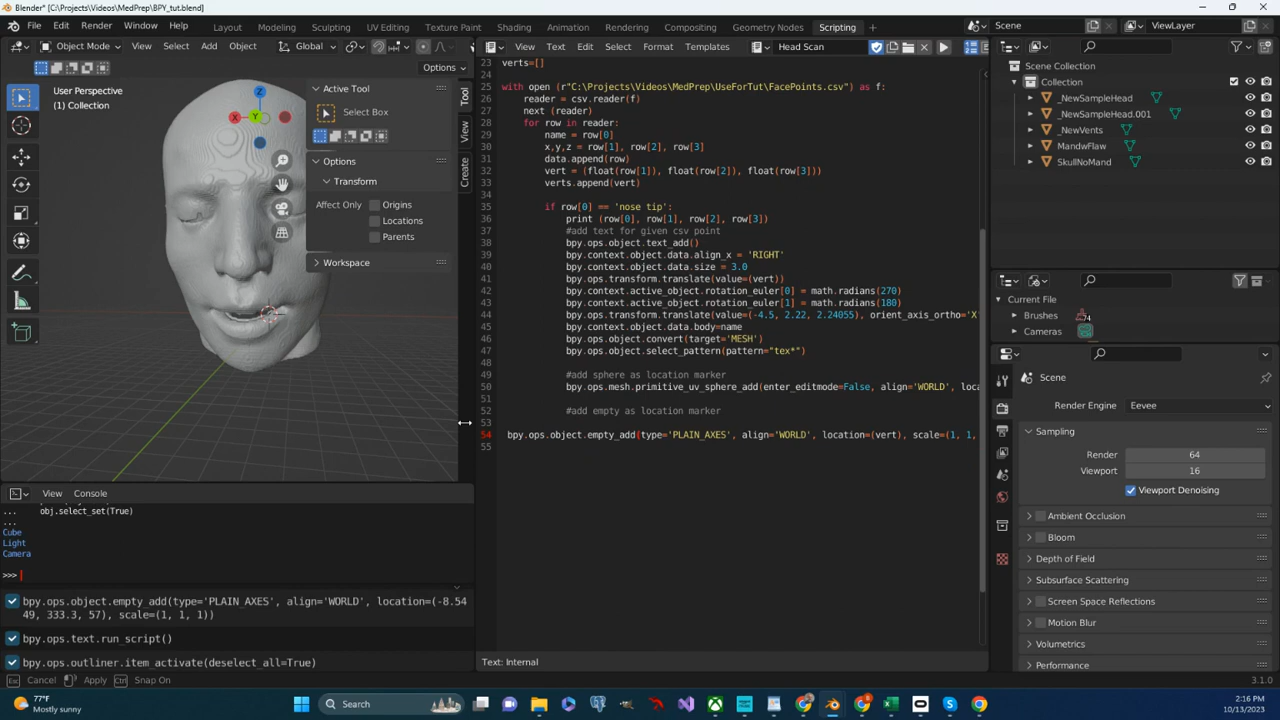 Blender* [C:\Projects\Videos\MedPrep\BPY_tut.blend]
File Edit Render Window Help Layout Modeling Sculpting UV Editing Texture Paint Shading Animation Rendering Compositing Geometry Nodes Scripting Scene ViewLayer
Object Mode View Select Add Object Global
View Text Edit Select Format Templates Head Scan
Options
User Perspective
(1) Collection
Active Tool
Select Box
Options
Transform
Affect Only Origins
Locations
Parents
Workspace
Tool
View
Create
23 verts=[]
24
25 with open (r"C:\Projects\Videos\MedPrep\UseForTut\FacePoints.csv") as f:
26 reader = csv.reader(f)
27 next (reader)
28 for row in reader:
29 name = row[0]
30 x,y,z = row[1], row[2], row[3]
31 data.append(row)
32 vert = (float(row[1]), float(row[2]), float(row[3]))
33 verts.append(vert)
34
35 if row[0] == 'nose tip':
36 print (row[0], row[1], row[2], row[3])
37 #add text for given csv point
38 bpy.ops.object.text_add()
39 bpy.context.object.data.align_x = 'RIGHT'
40 bpy.context.object.data.size = 3.0
41 bpy.ops.transform.translate(value=(vert))
42 bpy.context.active_object.rotation_euler[0] = math.radians(270)
43 bpy.context.active_object.rotation_euler[1] = math.radians(180)
44 bpy.ops.transform.translate(value=(-4.5, 2.22, 2.24055), orient_axis_ortho='X'
45 bpy.context.object.data.body=name
46 bpy.ops.object.convert(target='MESH')
47 bpy.ops.object.select_pattern(pattern="tex*")
48
49 #add sphere as location marker
50 bpy.ops.mesh.primitive_uv_sphere_add(enter_editmode=False, align='WORLD', loca
51
52 #add empty as location marker
53
54 bpy.ops.object.empty_add(type='PLAIN_AXES', align='WORLD', location=(vert), scale=(1, 1,
55
Text: Internal
View Console
... obj.select_set(True)
...
Cube
Light
Camera
>>>
bpy.ops.object.empty_add(type='PLAIN_AXES', align='WORLD', location=(-8.54
49, 333.3, 57), scale=(1, 1, 1))
bpy.ops.text.run_script()
bpy.ops.outliner.item_activate(deselect_all=True)
Cancel Apply Ctrl Snap On
Scene Collection
Collection
_NewSampleHead
_NewSampleHead.001
_NewVents
MandwFlaw
SkullNoMand
Current File
Brushes 74
Cameras
Scene
Render Engine Eevee
Sampling
Render 64
Viewport 16
Viewport Denoising
Ambient Occlusion
Bloom
Depth of Field
Subsurface Scattering
Screen Space Reflections
Motion Blur
Volumetrics
Performance
3.1.0
77°F
Mostly sunny
Search
2:16 PM
10/13/2023